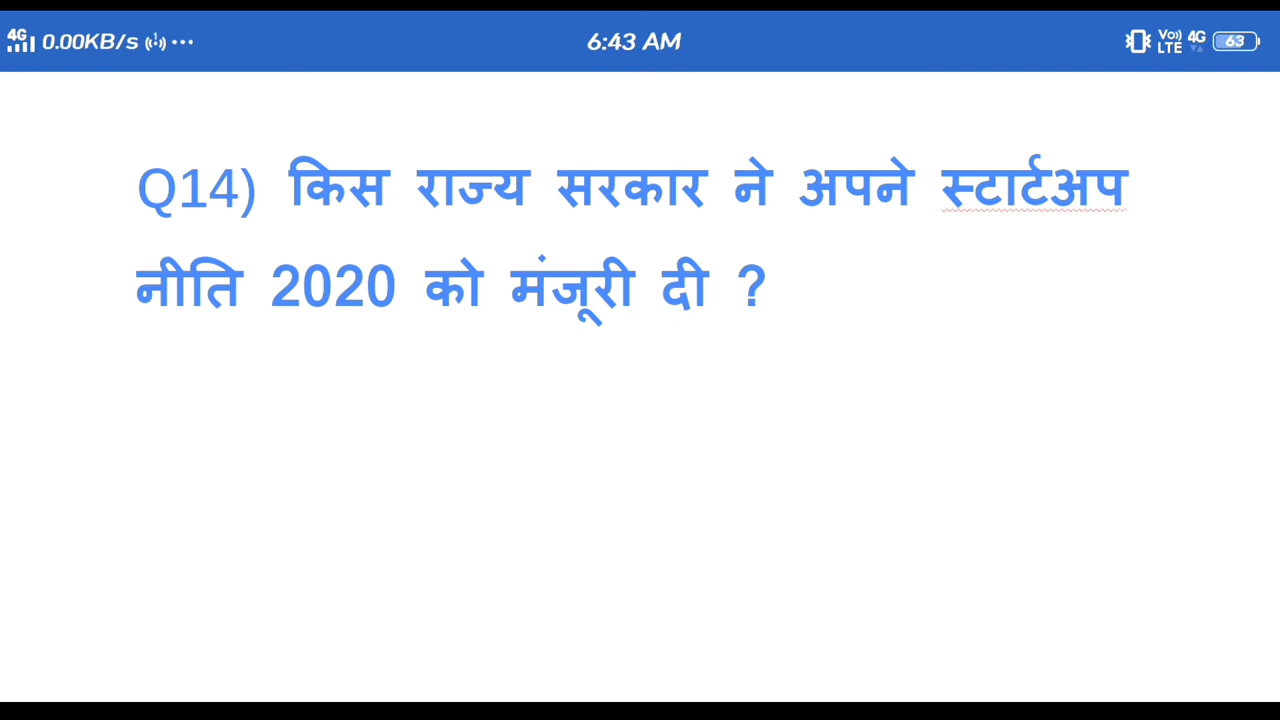 4G 0.00KB/s ... 6:43 AM Vo)) LTE 4G 63
Q14) किस राज्य सरकार ने अपने स्टार्टअप
नीति 2020 को मंजूरी दी ?